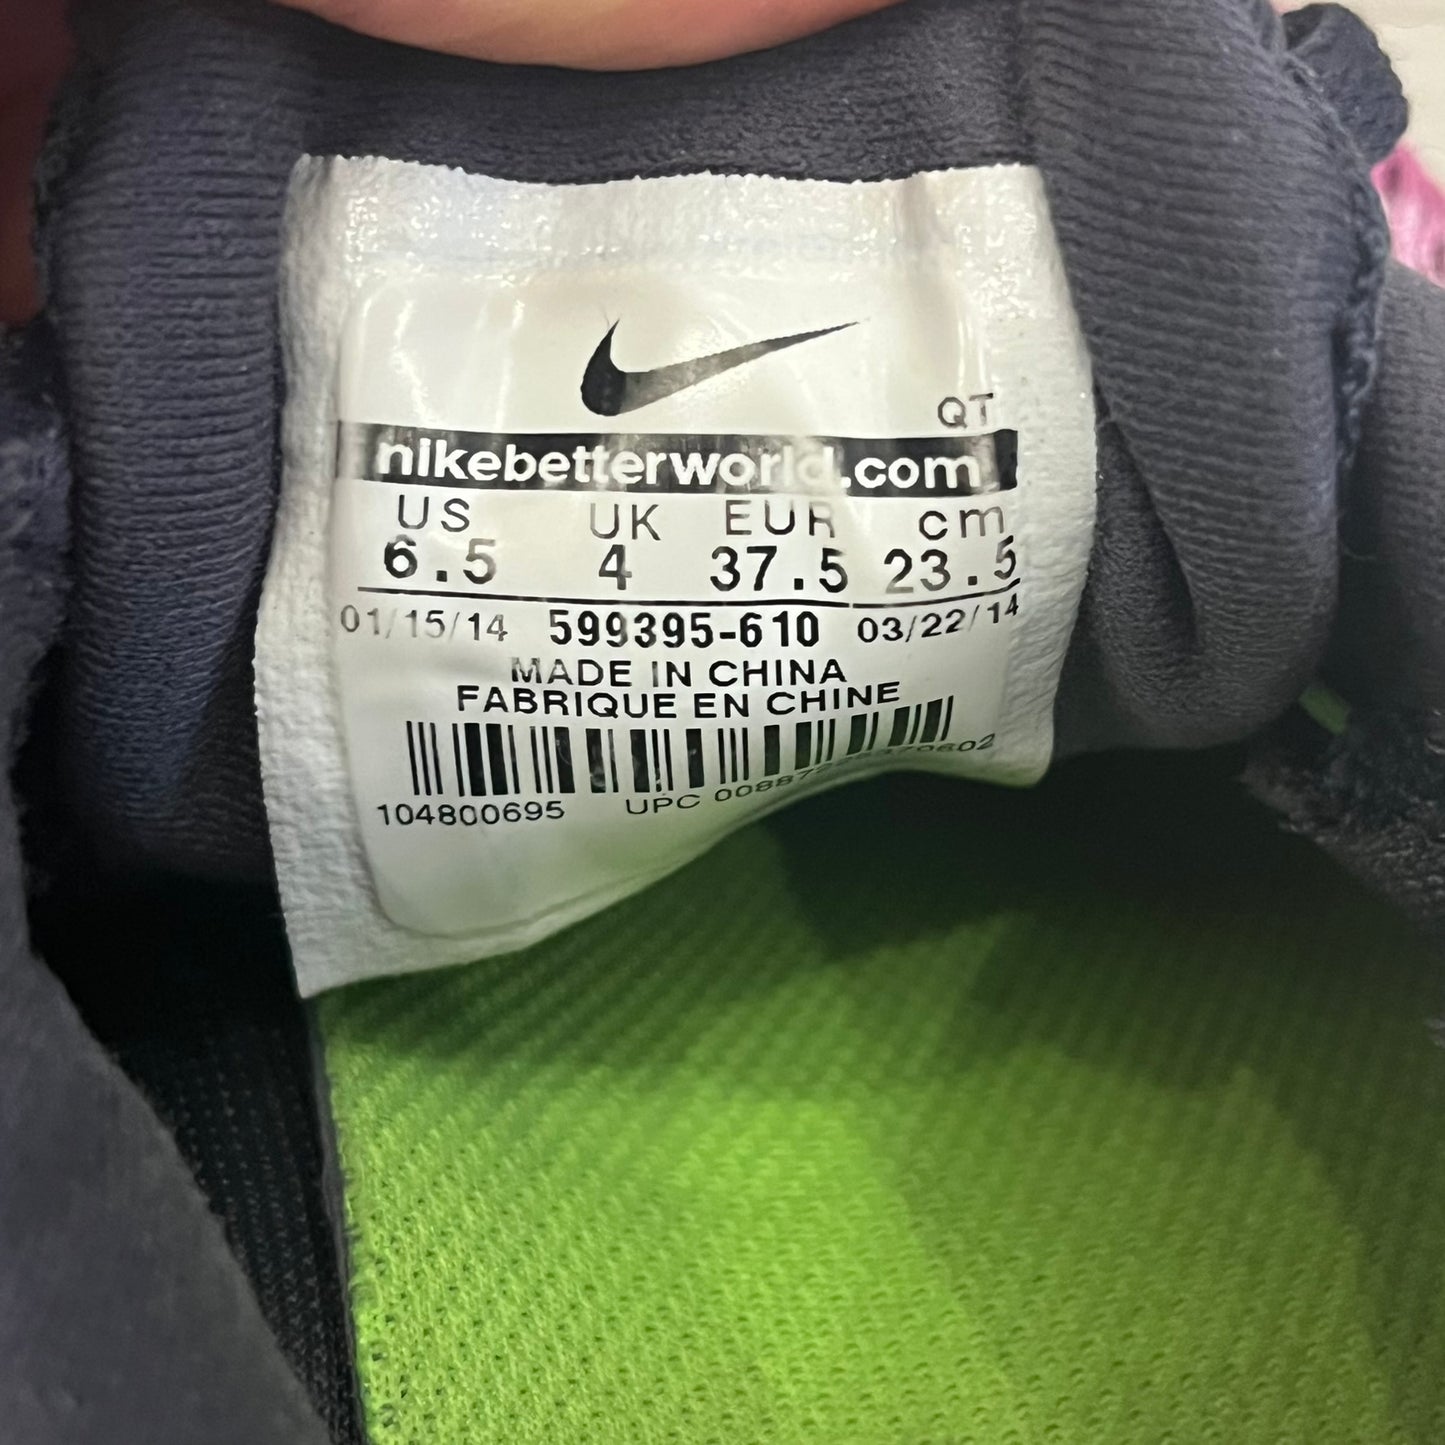 QT
nikebetterworld.com
US UK EUR cm
6.5 4 37.5 23.5
01/15/14 599395-610 03/22/14
MADE IN CHINA
FABRIQUE EN CHINE
104800695 UPC